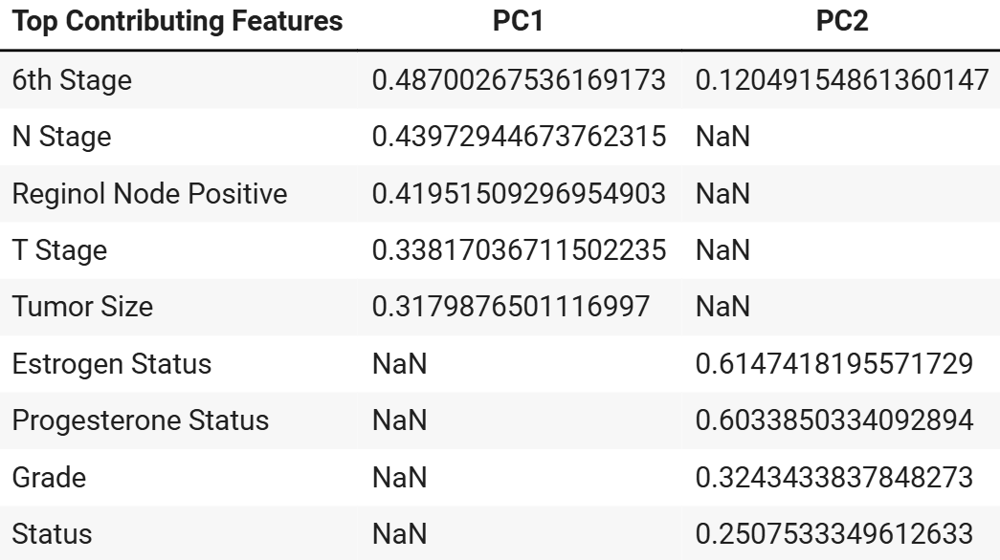 Top Contributing Features PC1 PC2
6th Stage 0.48700267536169173 0.12049154861360147
N Stage 0.43972944673762315 NaN
Reginol Node Positive 0.41951509296954903 NaN
T Stage 0.33817036711502235 NaN
Tumor Size 0.3179876501116997 NaN
Estrogen Status NaN 0.6147418195571729
Progesterone Status NaN 0.6033850334092894
Grade NaN 0.3243433837848273
Status NaN 0.2507533349612633